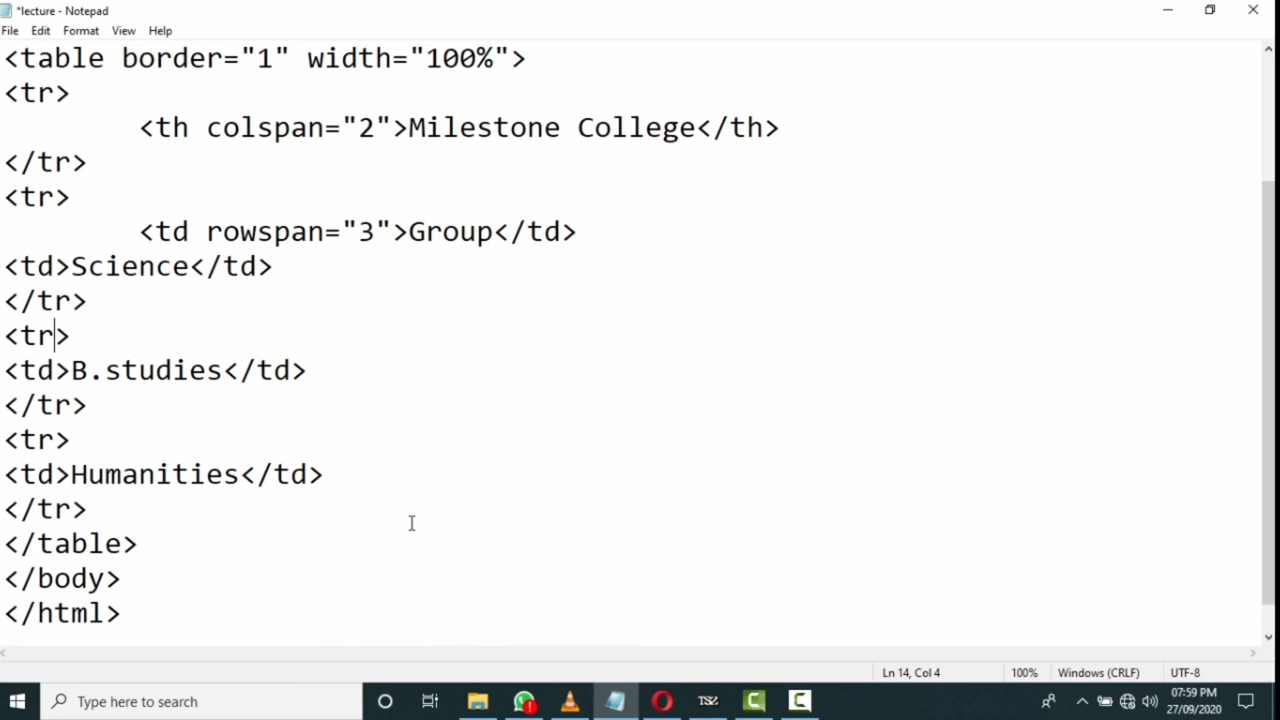 *lecture - Notepad
File Edit Format View Help
<table border="1" width="100%">
<tr>
<th colspan="2">Milestone College</th>
</tr>
<tr>
<td rowspan="3">Group</td>
<td>Science</td>
</tr>
<tr>
<td>B.studies</td>
</tr>
<tr>
<td>Humanities</td>
</tr>
</table>
</body>
</html>
Ln 14, Col 4 100% Windows (CRLF) UTF-8
Type here to search
TSZ
07:59 PM
27/09/2020